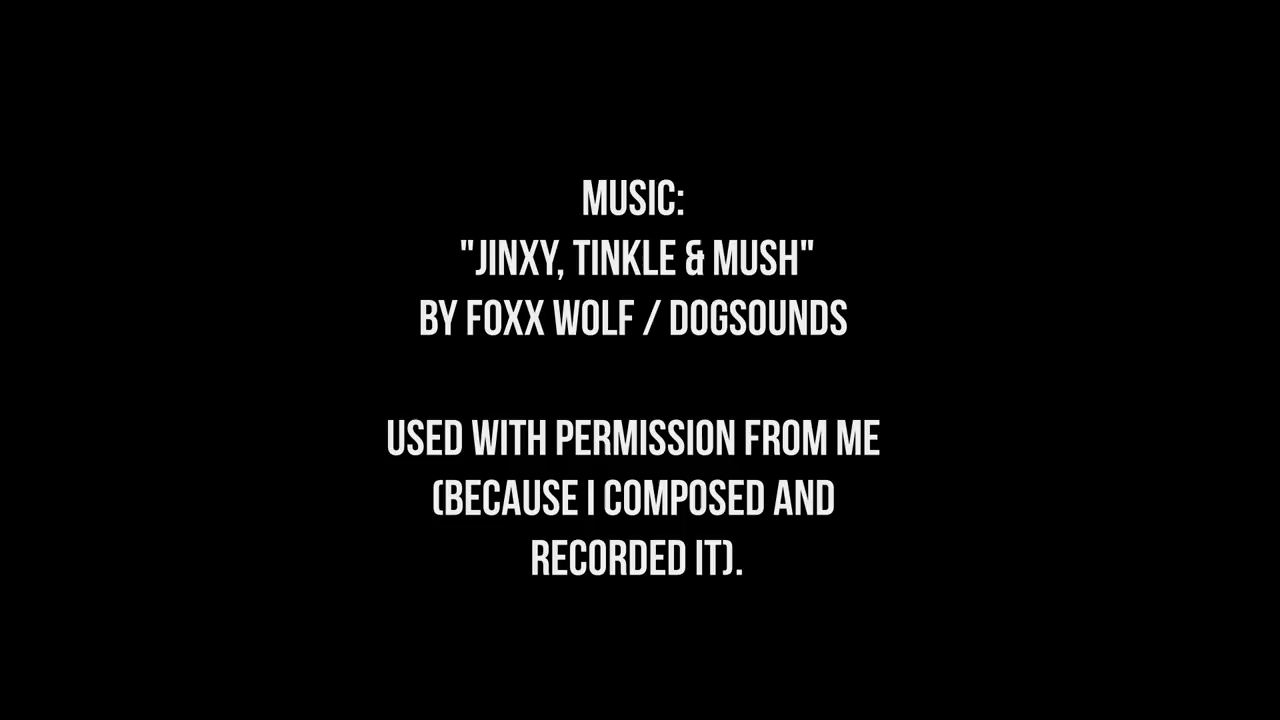 MUSIC:
"JINXY, TINKLE & MUSH"
BY FOXX WOLF / DOGSOUNDS
USED WITH PERMISSION FROM ME
(BECAUSE I COMPOSED AND
RECORDED IT).